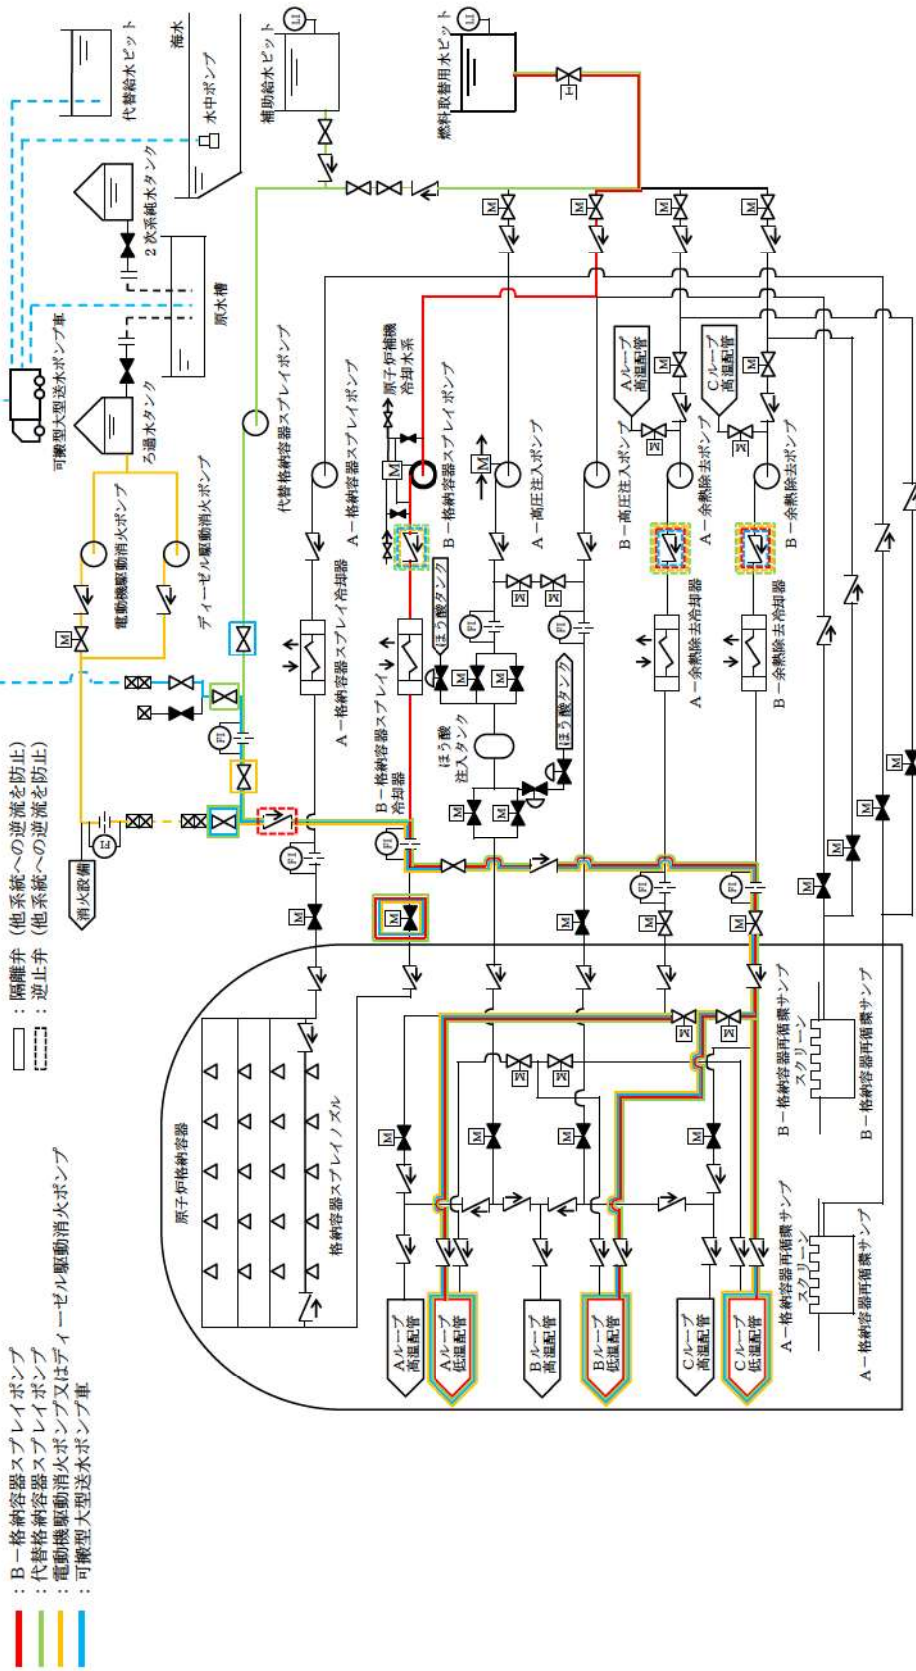 ：Ｂ－格納容器スプレイポンプ
：代替格納容器スプレイポンプ
：電動機駆動消火ポンプ又はディーゼル駆動消火ポンプ
：可搬型大型送水ポンプ車
：隔離弁（他系統への逆流を防止）
：逆止弁（他系統への逆流を防止）
可搬型大型送水ポンプ車
代替給水ピット
海水
水中ポンプ
２次系純水タンク
原水槽
ろ過水タンク
補助給水ピット
LI
燃料取替用水ピット
LI
電動機駆動消火ポンプ
ディーゼル駆動消火ポンプ
消火設備
FI
FI
M
代替格納容器スプレイポンプ
Ａ－格納容器スプレイポンプ
原子炉補機
冷却水系
Ｂ－格納容器スプレイポンプ
Ａ－高圧注入ポンプ
Ｂ－高圧注入ポンプ
Ａループ
高温配管
Ｃループ
高温配管
Ａ－余熱除去ポンプ
Ｂ－余熱除去ポンプ
Ａ－格納容器スプレイ冷却器
Ｂ－格納容器スプレイ
冷却器
ほう酸タンク
ほう酸
注入タンク
ほう酸タンク
Ａ－余熱除去冷却器
Ｂ－余熱除去冷却器
FI
FI
FI
FI
FI
FI
M
M
M
M
M
M
M
M
原子炉格納容器
格納容器スプレイノズル
Ａループ
高温配管
Ａループ
低温配管
Ｂループ
高温配管
Ｂループ
低温配管
Ｃループ
高温配管
Ｃループ
低温配管
Ｂ－格納容器再循環サンプ
スクリーン
Ｂ－格納容器再循環サンプ
Ａ－格納容器再循環サンプ
スクリーン
Ａ－格納容器再循環サンプ